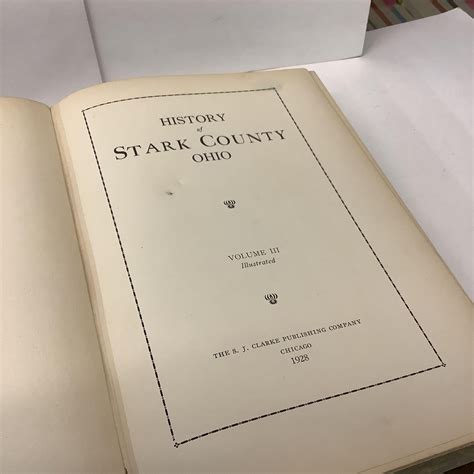 HISTORY
of
STARK COUNTY
OHIO
VOLUME III
Illustrated
THE S. J. CLARKE PUBLISHING COMPANY
CHICAGO
1928